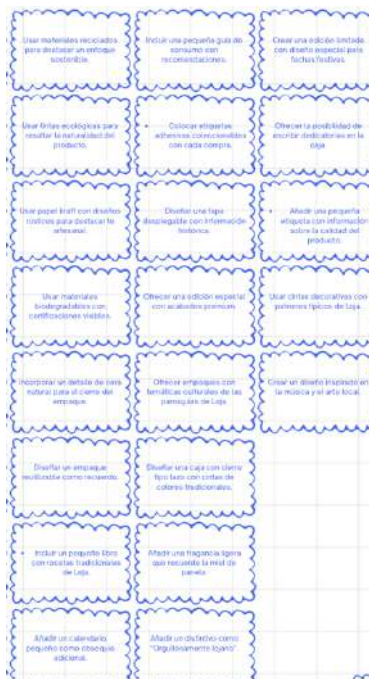 Usar materiales reciclados
para destacar un enfoque
sostenible.
Incluir una pequeña guía de
consumo con
recomendaciones.
Crear una edición limitada
con diseño especial para
fechas festivas.
Usar tintas ecológicas para
resaltar la naturalidad del
producto.
• Colocar etiquetas
adhesivas coleccionables
con cada compra.
Ofrecer la posibilidad de
escribir dedicatorias en la
caja.
Usar papel kraft con diseños
rústicos para destacar lo
artesanal.
Diseñar una tapa
desplegable con información
histórica.
• Añadir una pequeña
etiqueta con información
sobre la calidad del
producto.
Usar materiales
biodegradables con
certificaciones visibles.
Ofrecer una edición especial
con acabados premium.
Usar cintas decorativas con
patrones típicos de Loja.
Incorporar un detalle de cera
natural para el cierre del
empaque.
Ofrecer empaques con
temáticas culturales de las
parroquias de Loja.
Crear un diseño inspirado en
la música y el arte local.
Diseñar un empaque
reutilizable como recuerdo.
Diseñar una caja con cierre
tipo lazo con cintas de
colores tradicionales.
• Incluir un pequeño libro
con recetas tradicionales
de Loja.
Añadir una fragancia ligera
que recuerde la miel de
panela.
Añadir un calendario
pequeño como obsequio
adicional.
Añadir un distintivo como
"Orgullosamente lojano".